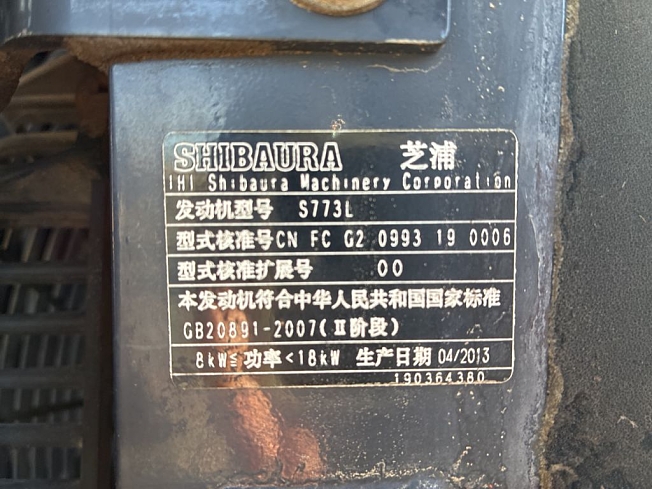 SHIBAURA 芝浦
IHI Shibaura Machinery Corporation
发动机型号 S773L
型式核准号CN FC G2 0993 19 0006
型式核准扩展号 00
本发动机符合中华人民共和国国家标准
GB20891-2007(Ⅱ阶段)
8kW≤功率<18kW 生产日期 04/2013
190364380